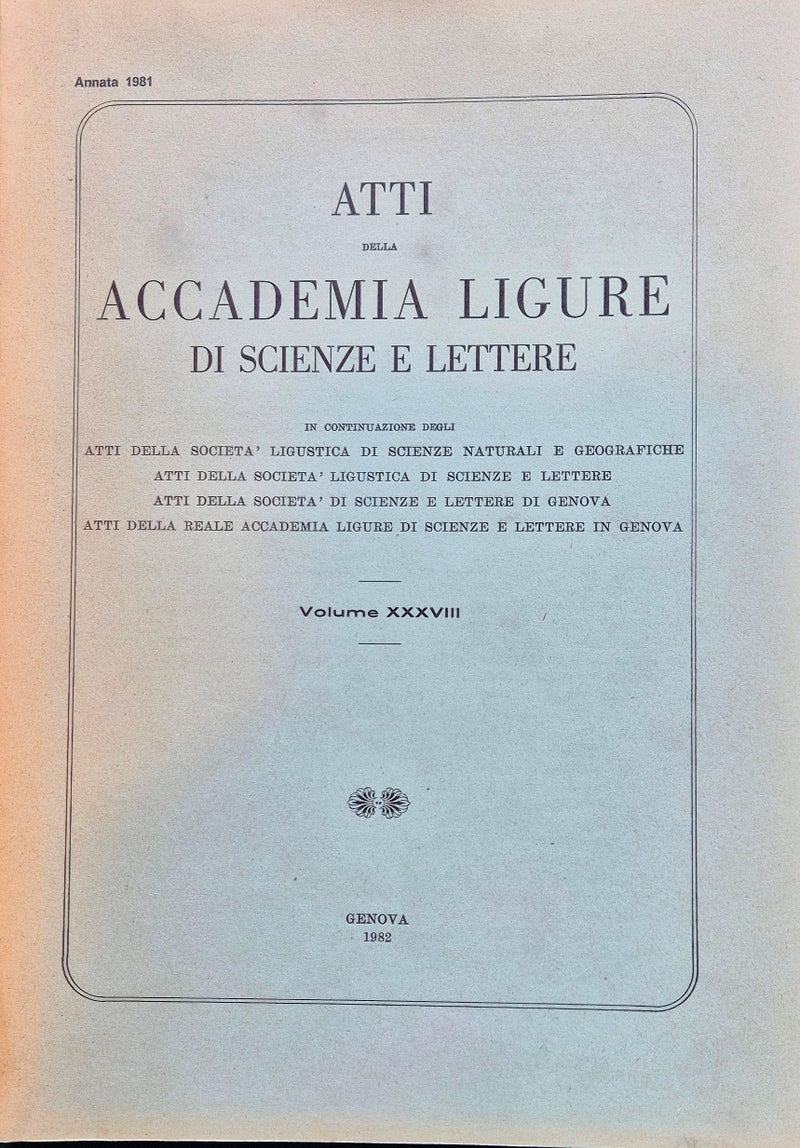 Annata 1981
ATTI
DELLA
ACCADEMIA LIGURE
DI SCIENZE E LETTERE
IN CONTINUAZIONE DEGLI
ATTI DELLA SOCIETA' LIGUSTICA DI SCIENZE NATURALI E GEOGRAFICHE
ATTI DELLA SOCIETA' LIGUSTICA DI SCIENZE E LETTERE
ATTI DELLA SOCIETA' DI SCIENZE E LETTERE DI GENOVA
ATTI DELLA REALE ACCADEMIA LIGURE DI SCIENZE E LETTERE IN GENOVA
Volume XXXVIII
GENOVA
1982